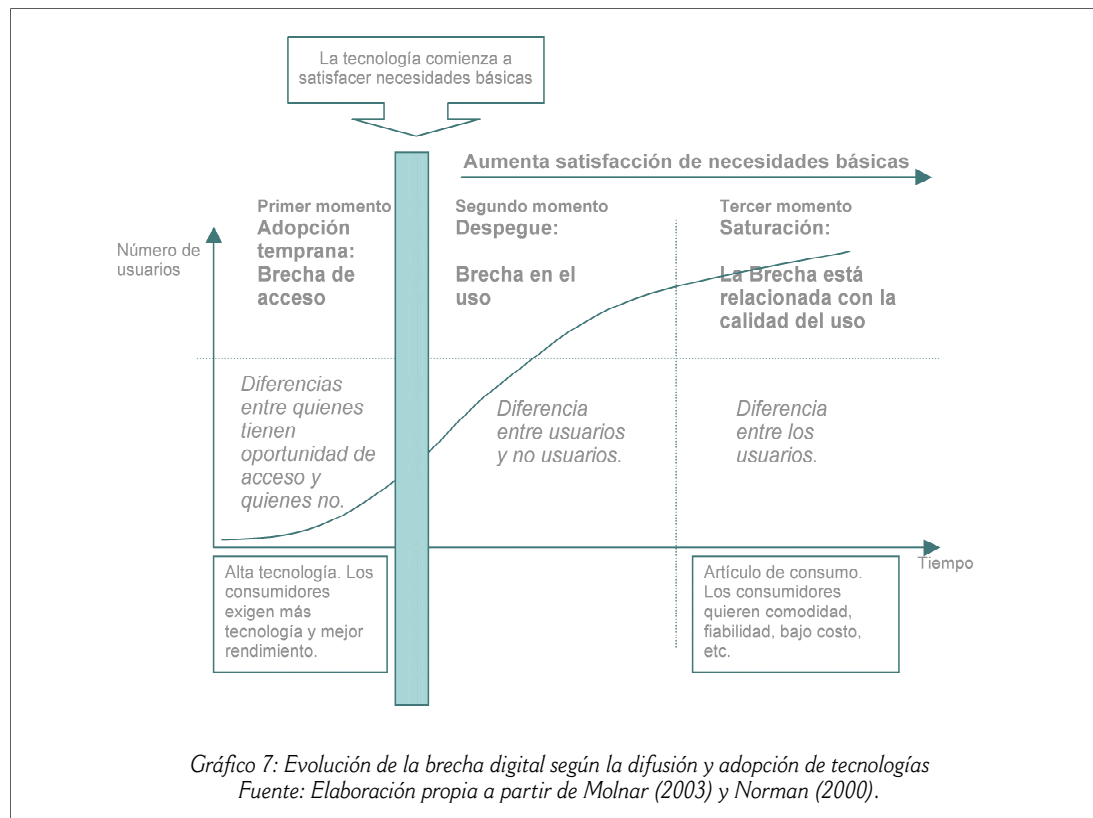 La tecnología comienza a
satisfacer necesidades básicas
Aumenta satisfacción de necesidades básicas
Número de
usuarios
Primer momento
Adopción
temprana:
Brecha de
acceso
Segundo momento
Despegue:
Brecha en el
uso
Tercer momento
Saturación:
La Brecha está
relacionada con la
calidad del uso
Diferencias
entre quienes
tienen
oportunidad de
acceso y
quienes no.
Diferencia
entre usuarios
y no usuarios.
Diferencia
entre los
usuarios.
Tiempo
Alta tecnología. Los
consumidores
exigen más
tecnología y mejor
rendimiento.
Artículo de consumo.
Los consumidores
quieren comodidad,
fiabilidad, bajo costo,
etc.
Gráfico 7: Evolución de la brecha digital según la difusión y adopción de tecnologías
Fuente: Elaboración propia a partir de Molnar (2003) y Norman (2000).